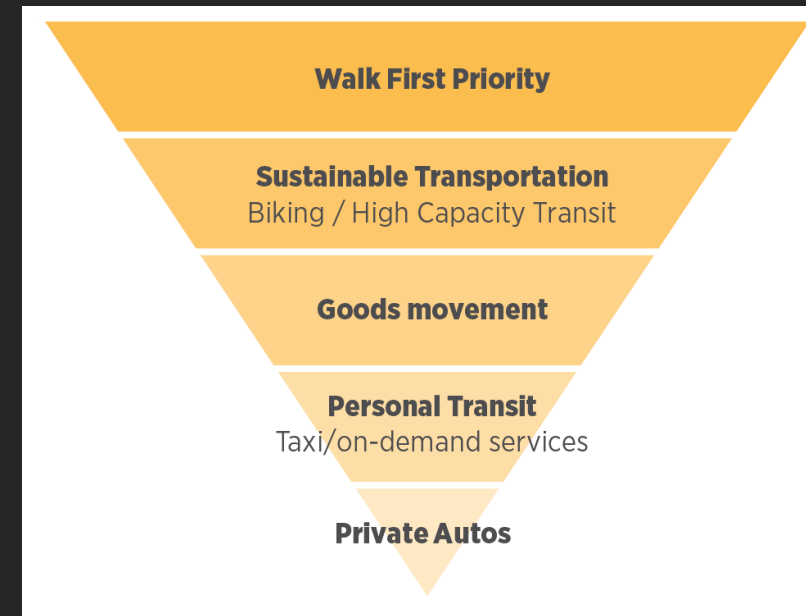 Walk First Priority
Sustainable Transportation
Biking / High Capacity Transit
Goods movement
Personal Transit
Taxi/on-demand services
Private Autos